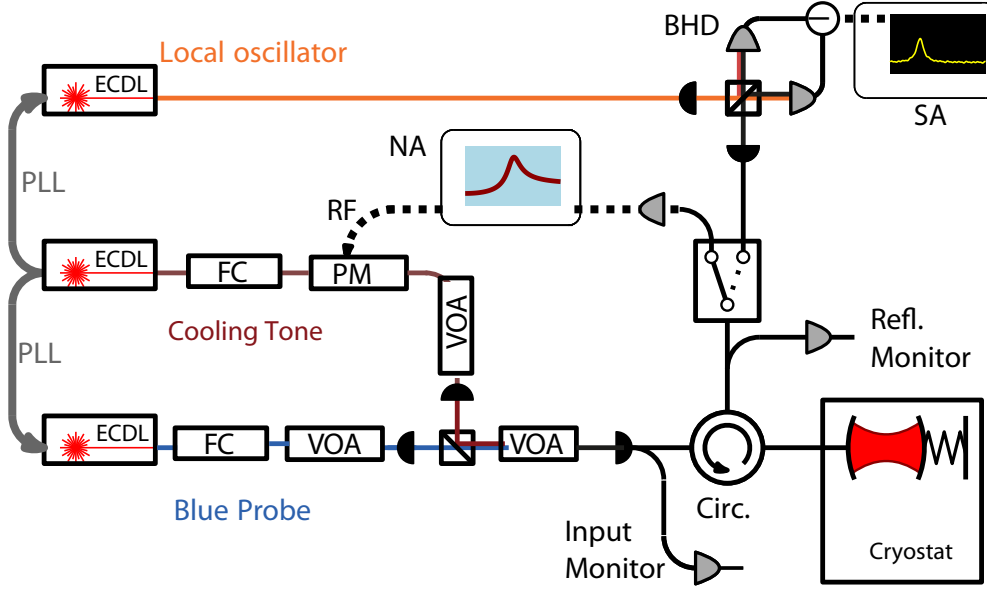 BHD
Local oscillator
ECDL
SA
NA
PLL
RF
ECDL
FC
PM
VOA
Cooling Tone
Refl.
Monitor
PLL
ECDL
FC
VOA
VOA
Blue Probe
Circ.
Input
Monitor
Cryostat